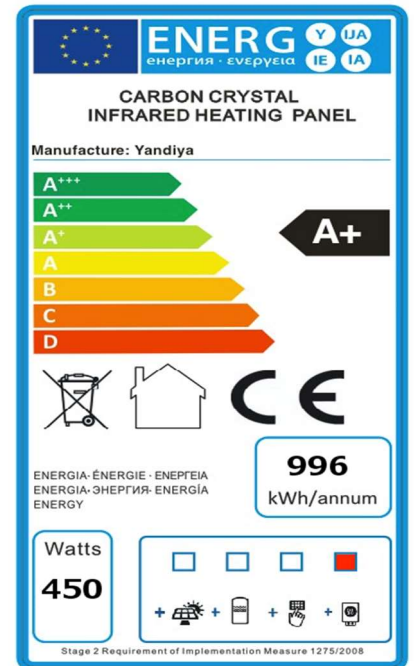 ENERG
енергия · ενεργεια
Y IJA
IE IA
CARBON CRYSTAL
INFRARED HEATING PANEL
Manufacture: Yandiya
A+++
A++
A+
A
B
C
D
A+
CE
ENERGIA· ÉNERGIE · ΕΝΕΡΓΕΙΑ
ENERGIA· ЭНЕРГИЯ· ENERGÍA
ENERGY
996
kWh/annum
Watts
450
+ + + +
Stage 2 Requirement of Implementation Measure 1275/2008